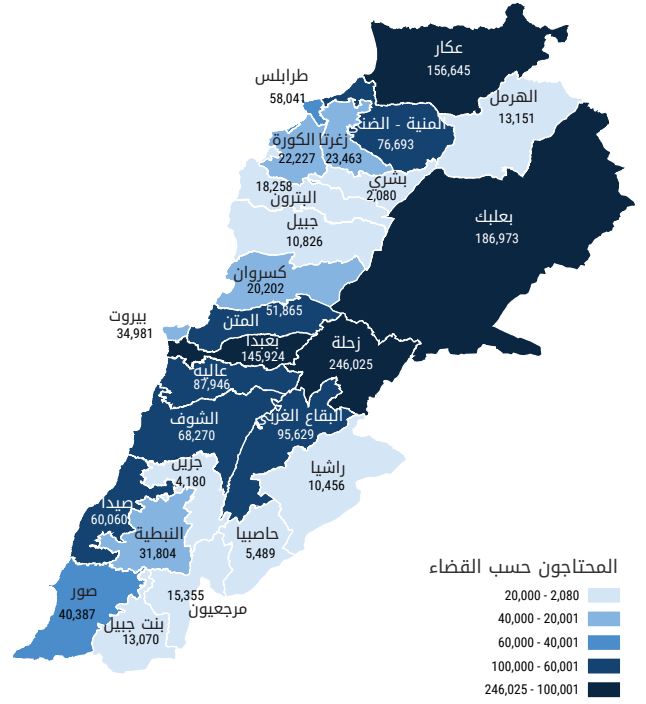 عكار
156,645
طرابلس
58,041
الهرمل
13,151
المنية - الضنية
76,693
زغرتا
23,463
الكورة
22,227
بشري
2,080
18,258
البترون
جبيل
10,826
بعلبك
186,973
كسروان
20,202
51,865
المتن
بيروت
34,981
بعبدا
145,924
زحلة
246,025
عاليه
87,946
الشوف
68,270
البقاع الغربي
95,629
جزين
4,180
راشيا
10,456
صيدا
60,060
النبطية
31,804
حاصبيا
5,489
صور
40,387
15,355
مرجعيون
بنت جبيل
13,070
المحتاجون حسب القضاء
20,000 - 2,080
40,000 - 20,001
60,000 - 40,001
100,000 - 60,001
246,025 - 100,001